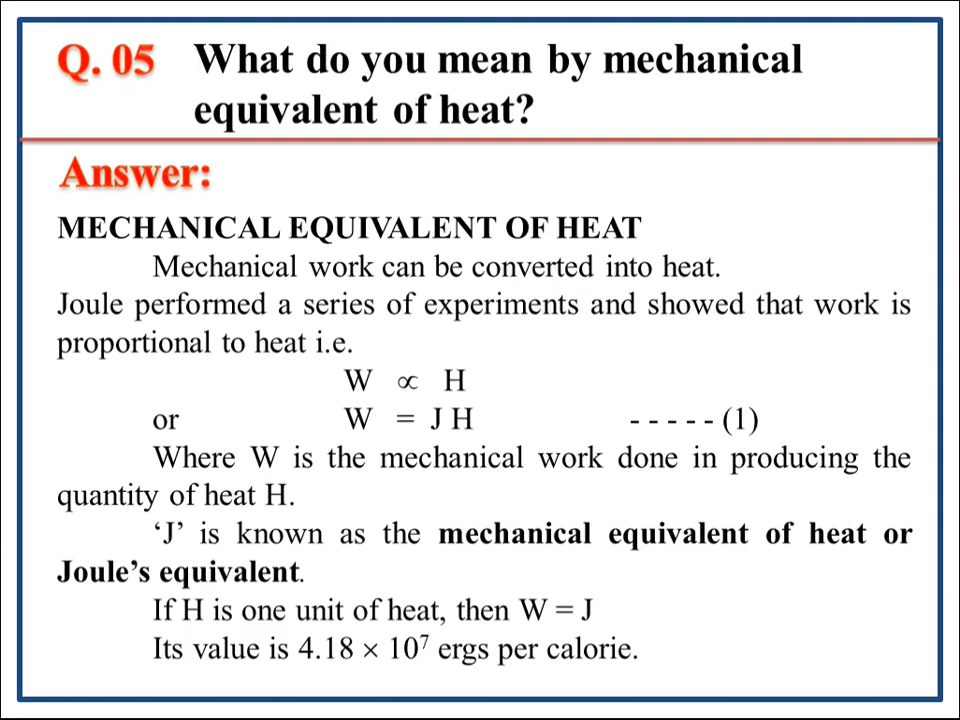 Q. 05 What do you mean by mechanical
equivalent of heat?
Answer:
MECHANICAL EQUIVALENT OF HEAT
Mechanical work can be converted into heat.
Joule performed a series of experiments and showed that work is
proportional to heat i.e.
W ∝ H
or W = J H - - - - - (1)
Where W is the mechanical work done in producing the
quantity of heat H.
‘J’ is known as the mechanical equivalent of heat or
Joule’s equivalent.
If H is one unit of heat, then W = J
Its value is 4.18 × 10⁷ ergs per calorie.